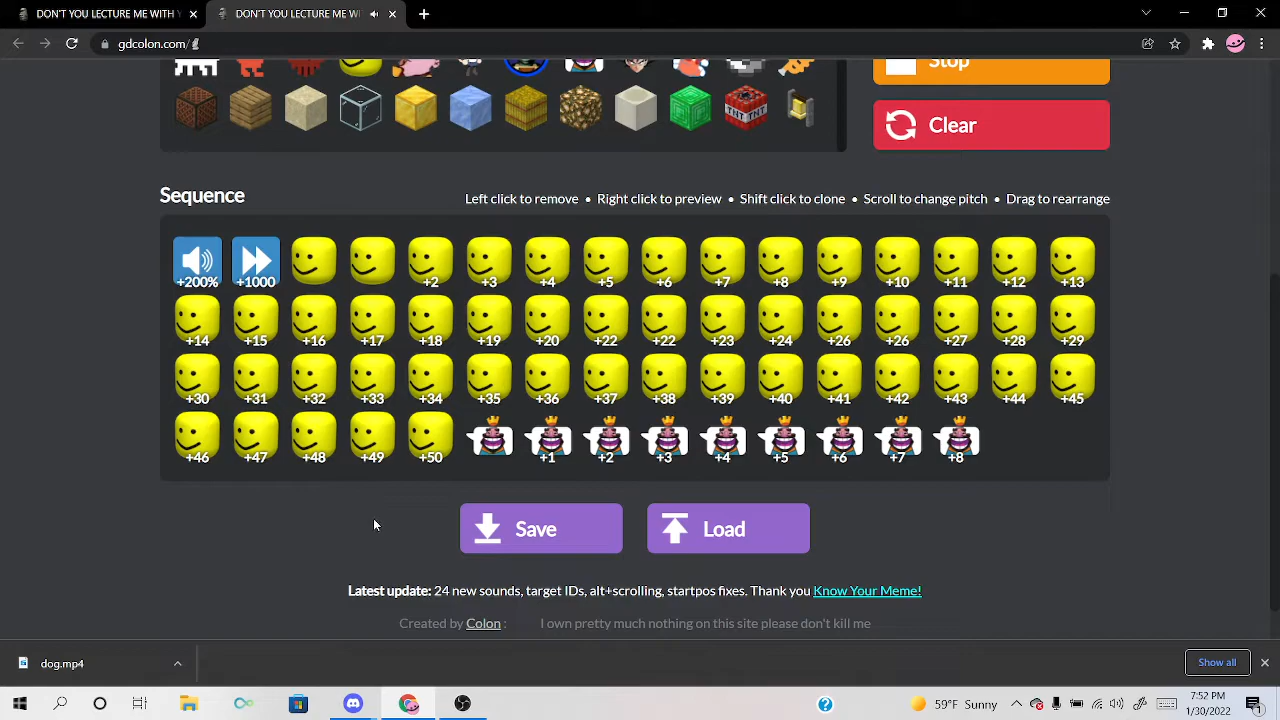 DON'T YOU LECTURE ME WITH Y
DON'T YOU LECTURE ME WI
gdcolon.com/🗿
Stop
TNT
Clear
Sequence
Left click to remove • Right click to preview • Shift click to clone • Scroll to change pitch • Drag to rearrange
+200% +1000 +2 +3 +4 +5 +6 +7 +8 +9 +10 +11 +12 +13
+14 +15 +16 +17 +18 +19 +20 +22 +22 +23 +24 +26 +26 +27 +28 +29
+30 +31 +32 +33 +34 +35 +36 +37 +38 +39 +40 +41 +42 +43 +44 +45
+46 +47 +48 +49 +50 +1 +2 +3 +4 +5 +6 +7 +8
Save
Load
Latest update: 24 new sounds, target IDs, alt+scrolling, startpos fixes. Thank you Know Your Meme!
Created by Colon : I own pretty much nothing on this site please don't kill me
dog.mp4
Show all
59°F Sunny
7:52 PM
1/30/2022